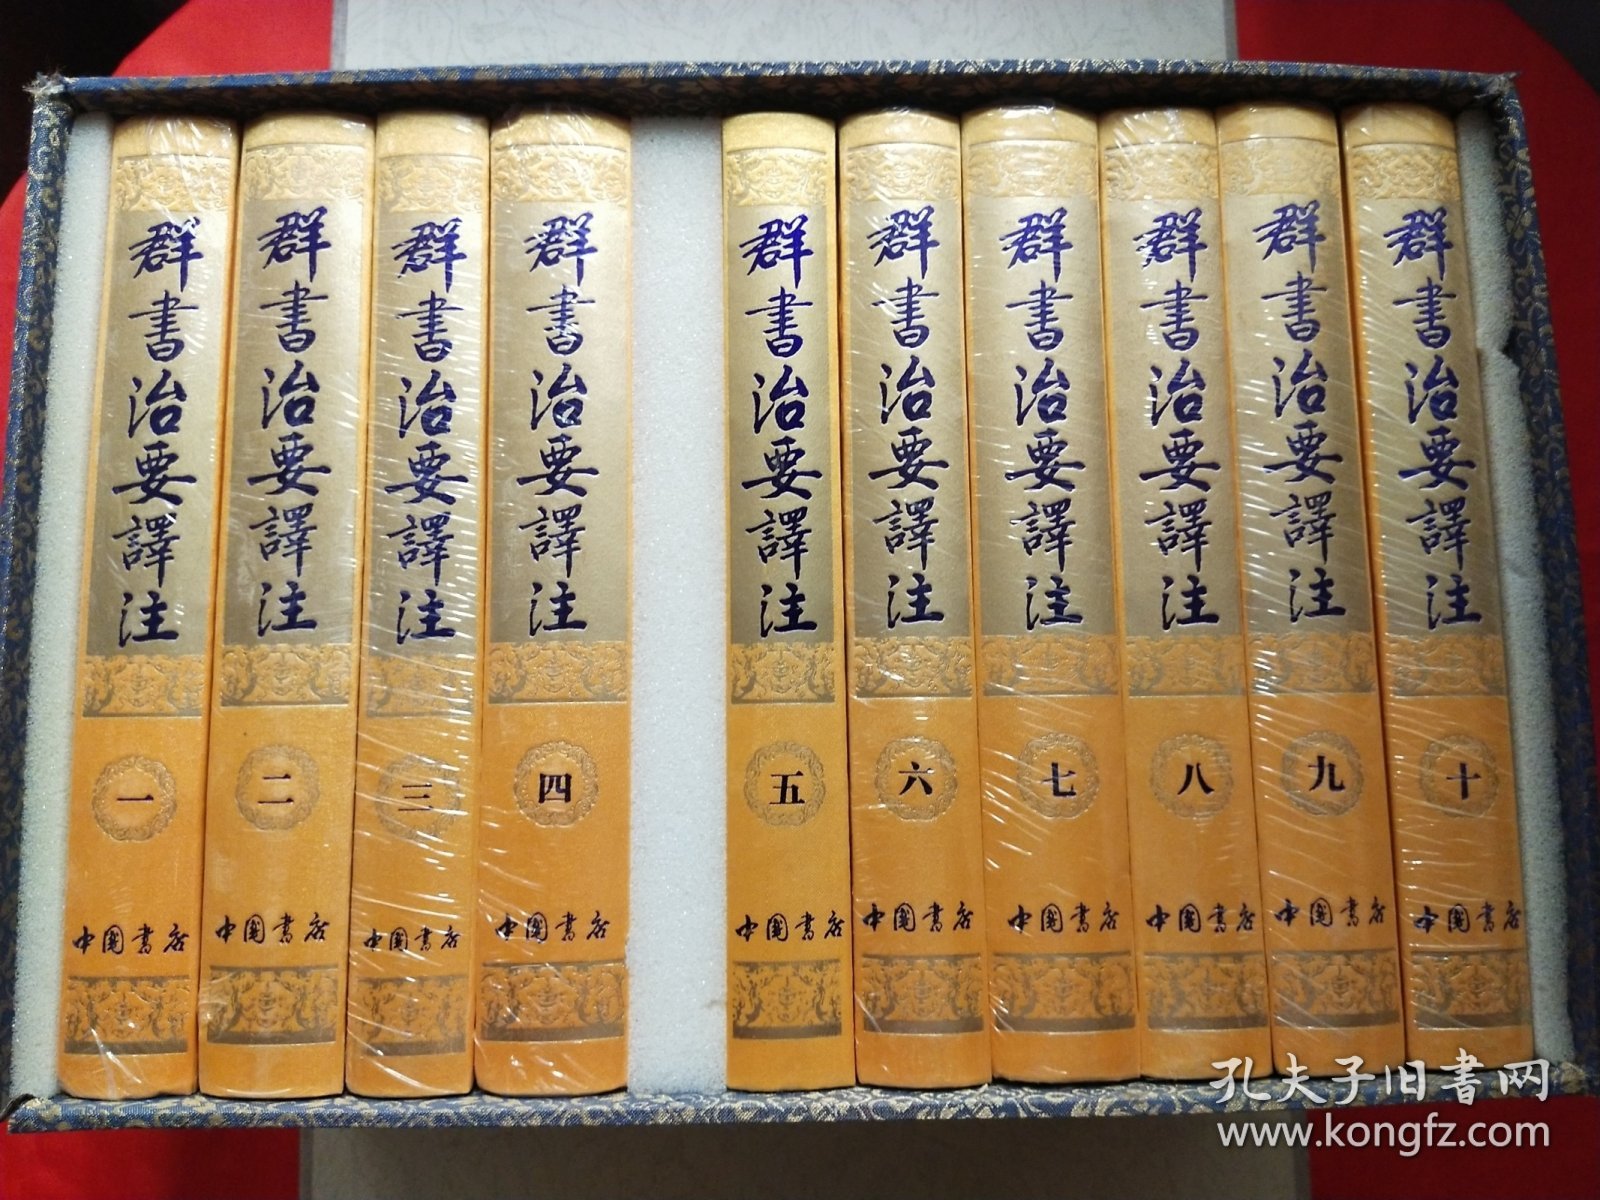 群書治要譯注
一
中國書店
群書治要譯注
二
中國書店
群書治要譯注
三
中國書店
群書治要譯注
四
中國書店
群書治要譯注
五
中國書店
群書治要譯注
六
中國書店
群書治要譯注
七
中國書店
群書治要譯注
八
中國書店
群書治要譯注
九
中國書店
群書治要譯注
十
中國書店
孔夫子旧書网
www.kongfz.com